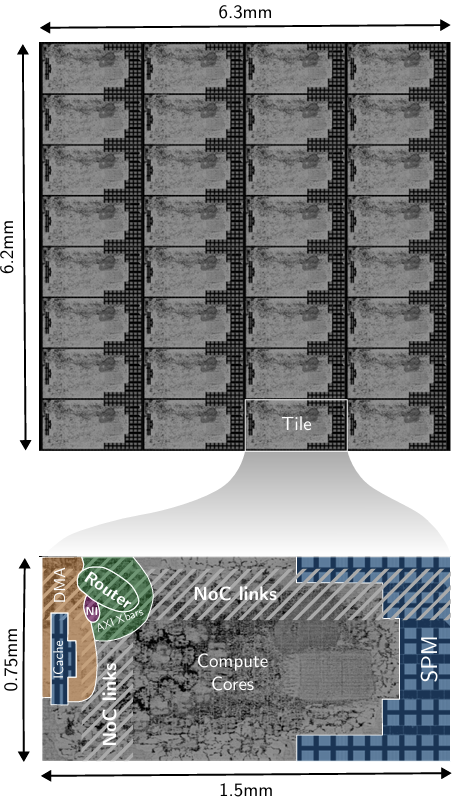 6.3mm
6.2mm
Tile
DMA
Router
NI
AXI Xbars
NoC links
ICache
0.75mm
NoC links
Compute
Cores
SPM
1.5mm